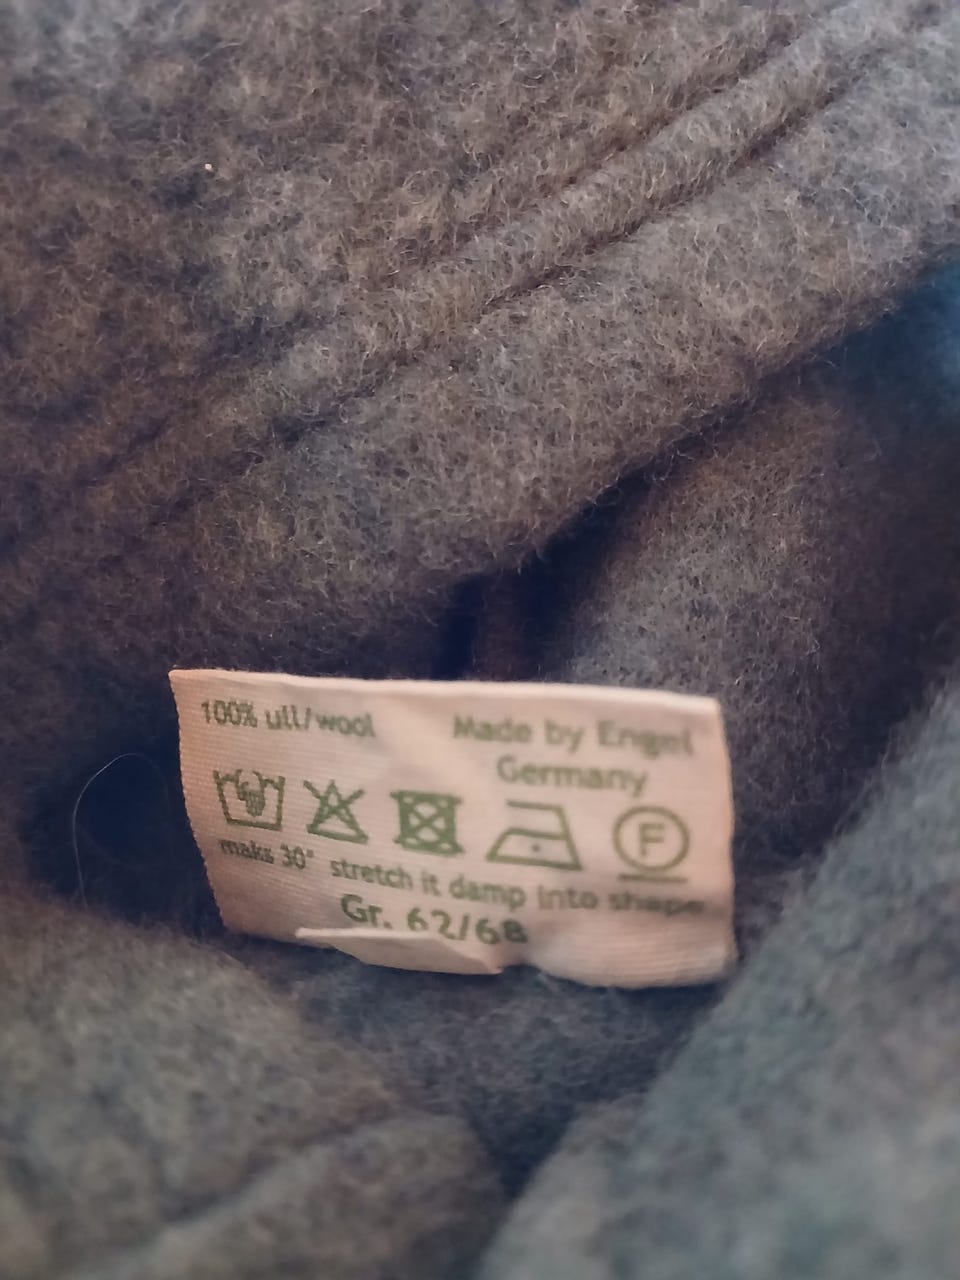 100% ull/wool
Made by Engel
Germany
F
maks 30° stretch it damp into shape
Gr. 62/68